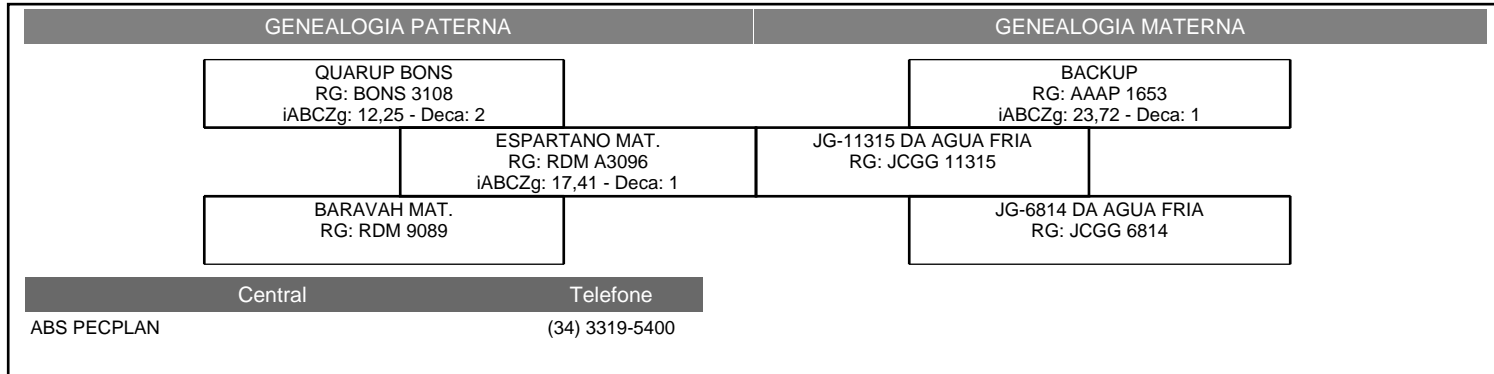 GENEALOGIA PATERNA
GENEALOGIA MATERNA
QUARUP BONS
RG: BONS 3108
iABCZg: 12,25 - Deca: 2
BACKUP
RG: AAAP 1653
iABCZg: 23,72 - Deca: 1
ESPARTANO MAT.
RG: RDM A3096
iABCZg: 17,41 - Deca: 1
JG-11315 DA AGUA FRIA
RG: JCGG 11315
BARAVAH MAT.
RG: RDM 9089
JG-6814 DA AGUA FRIA
RG: JCGG 6814
Central Telefone
ABS PECPLAN (34) 3319-5400